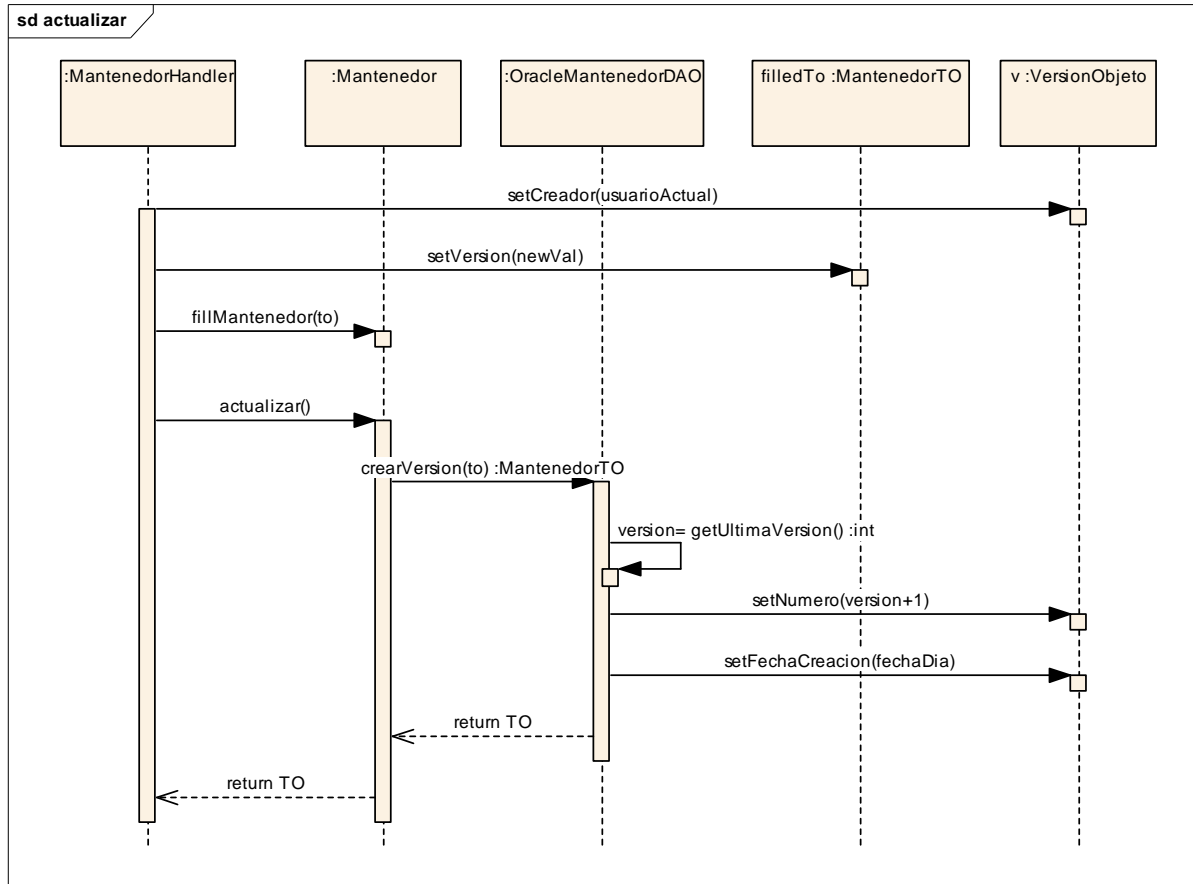 sd actualizar
:MantenedorHandler
:Mantenedor
:OracleMantenedorDAO
filledTo :MantenedorTO
v :VersionObjeto
setCreador(usuarioActual)
setVersion(newVal)
fillMantenedor(to)
actualizar()
crearVersion(to) :MantenedorTO
version= getUltimaVersion() :int
setNumero(version+1)
setFechaCreacion(fechaDia)
return TO
return TO